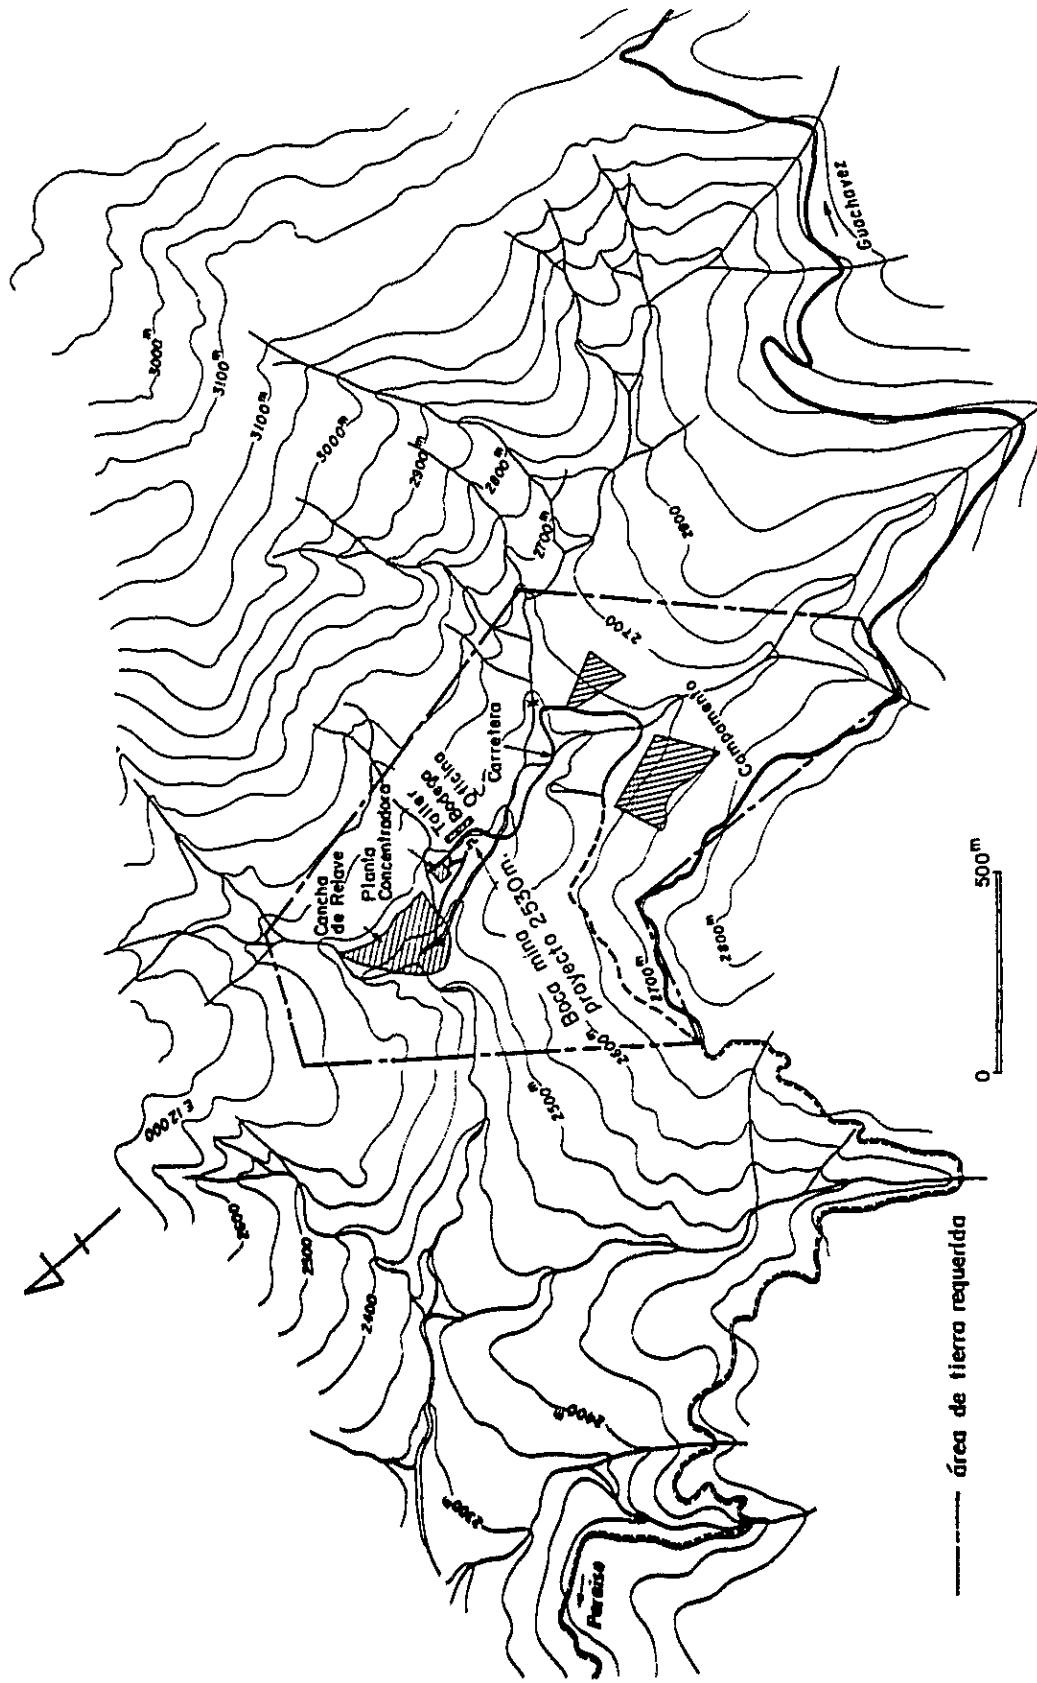 3000m
3100m
3100m
3000m
2900m
2800m
2700m
2800
2700
Guachavez
Cancha
de Relave
Planta
Concentradora
Taller
Bodega
Oficina
Carretera
Campamento
Boca mina
proyecto 2530m.
2600m
2500m
2700m
2800m
E 12000
2600
2500
2400
2400m
2300m
Paraiso
0
500m
área de tierra requerida